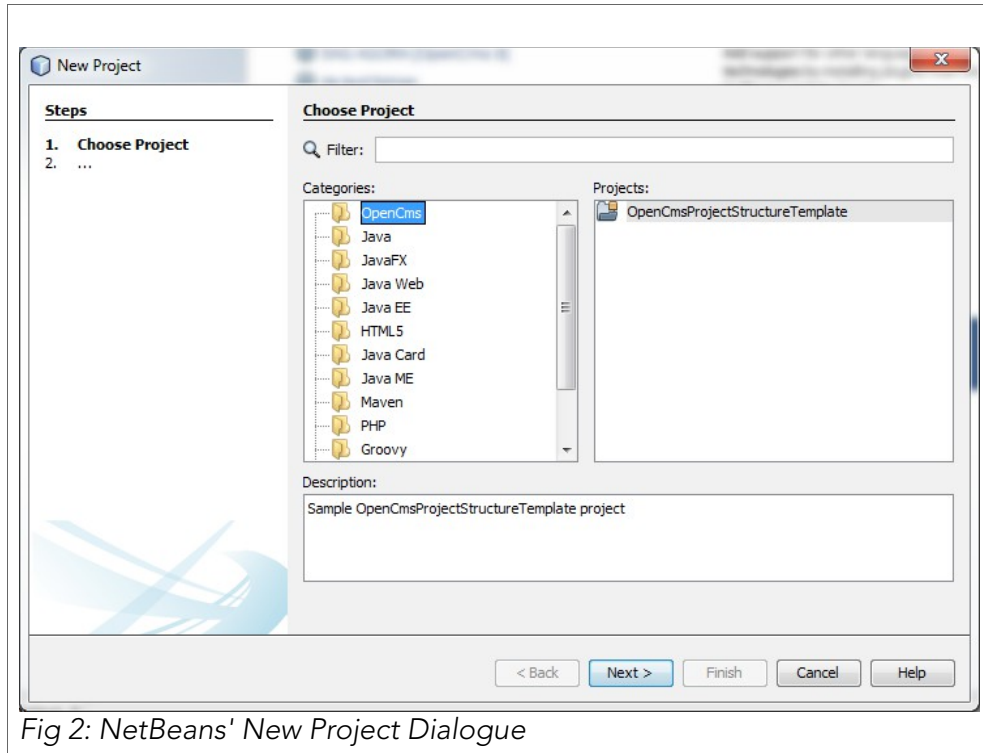 New Project
Steps
1. Choose Project
2. ...
Choose Project
Filter:
Categories:
Projects:
OpenCms
Java
JavaFX
Java Web
Java EE
HTML5
Java Card
Java ME
Maven
PHP
Groovy
OpenCmsProjectStructureTemplate
Description:
Sample OpenCmsProjectStructureTemplate project
< Back
Next >
Finish
Cancel
Help
Fig 2: NetBeans' New Project Dialogue